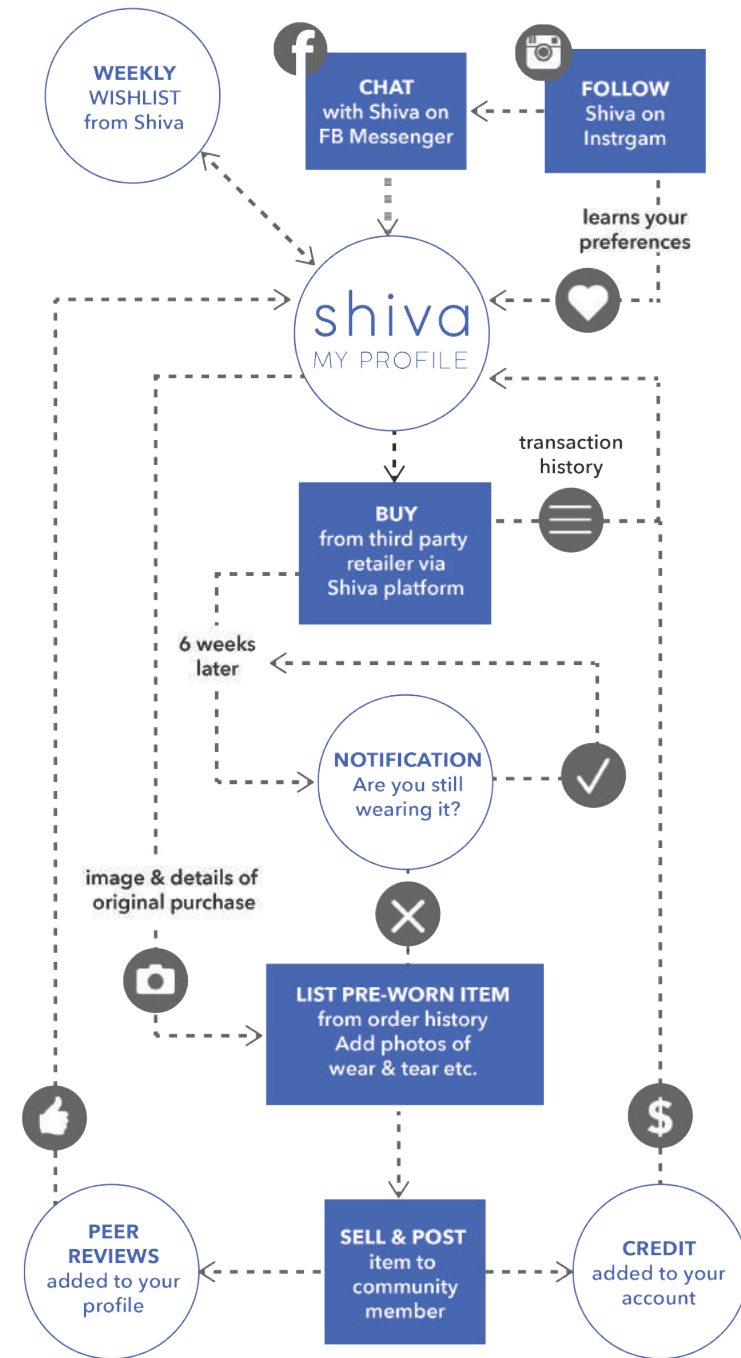 WEEKLY
WISHLIST
from Shiva
CHAT
with Shiva on
FB Messenger
FOLLOW
Shiva on
Instrgam
learns your
preferences
shiva
MY PROFILE
transaction
history
BUY
from third party
retailer via
Shiva platform
6 weeks
later
NOTIFICATION
Are you still
wearing it?
image & details of
original purchase
LIST PRE-WORN ITEM
from order history
Add photos of
wear & tear etc.
$
PEER
REVIEWS
added to your
profile
SELL & POST
item to
community
member
CREDIT
added to your
account